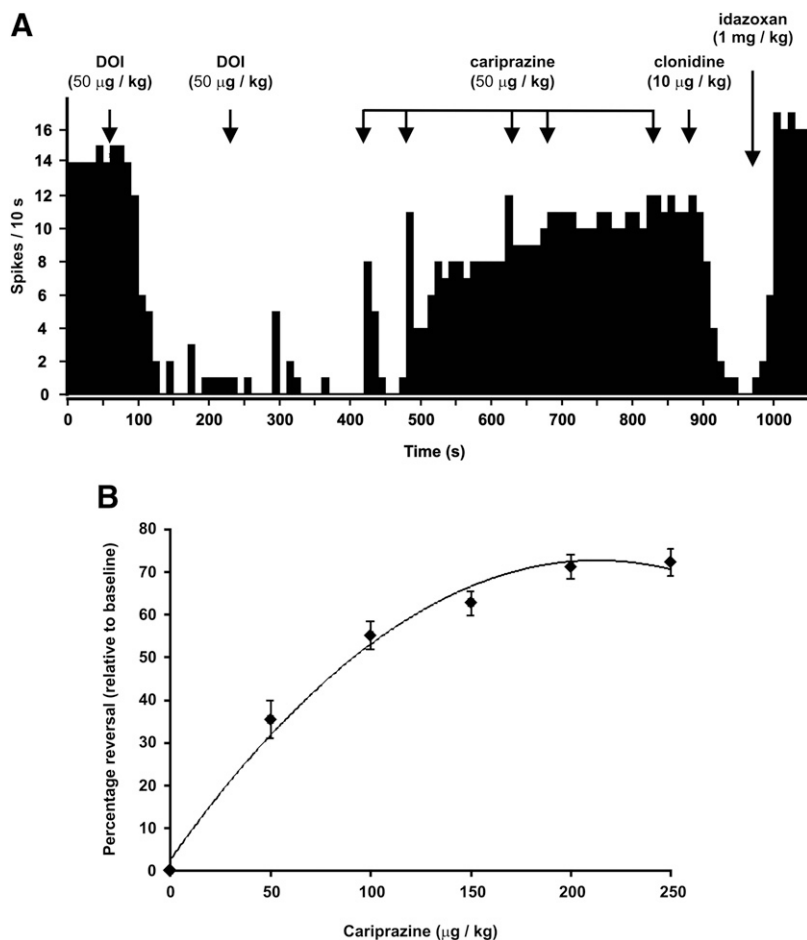 A
idazoxan
(1 mg / kg)
DOI
(50 μg / kg)
DOI
(50 μg / kg)
cariprazine
(50 μg / kg)
clonidine
(10 μg / kg)
Spikes / 10 s
16
14
12
10
8
6
4
2
0
0 100 200 300 400 500 600 700 800 900 1000
Time (s)
B
Percentage reversal (relative to baseline)
80
70
60
50
40
30
20
10
0
0 50 100 150 200 250
Cariprazine (μg / kg)